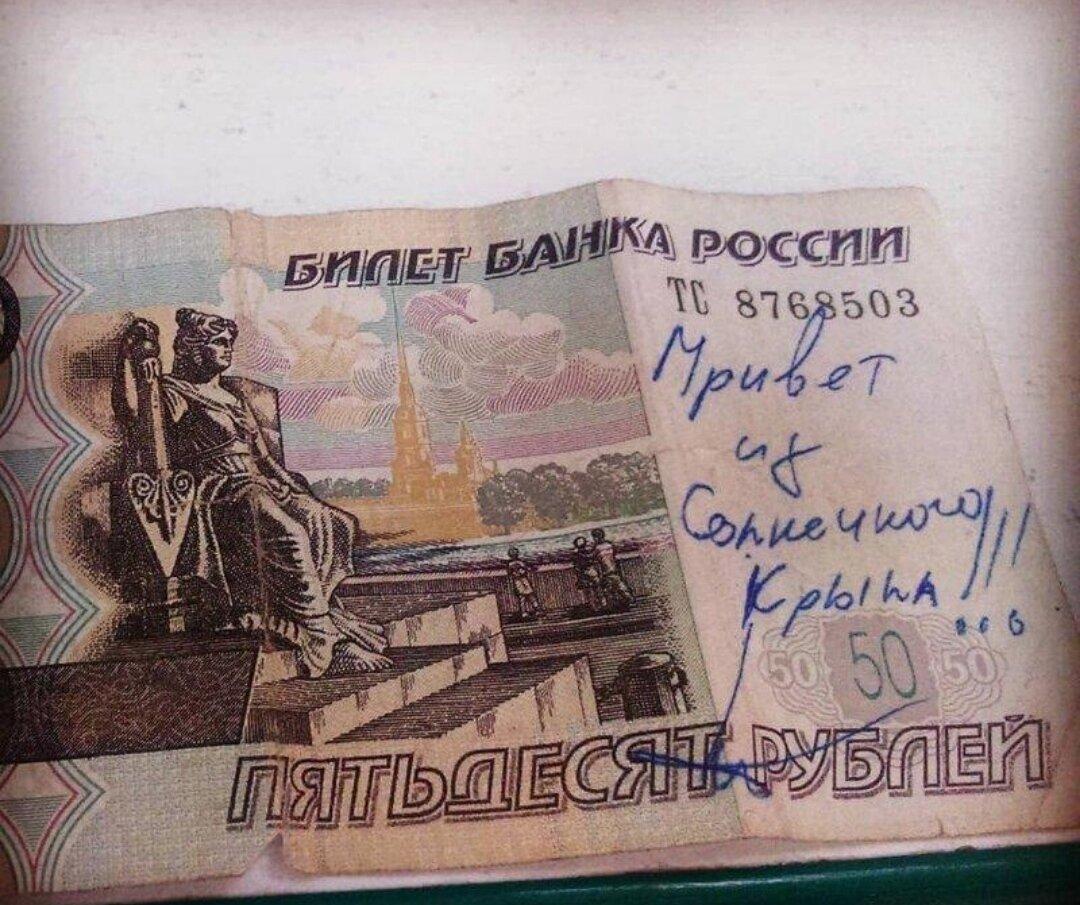 БИЛЕТ БАНКА РОССИИ
ТС 8768503
Привет
из
Солнечного
Крыма!!!
50 50 50
ПЯТЬДЕСЯТ РУБЛЕЙ